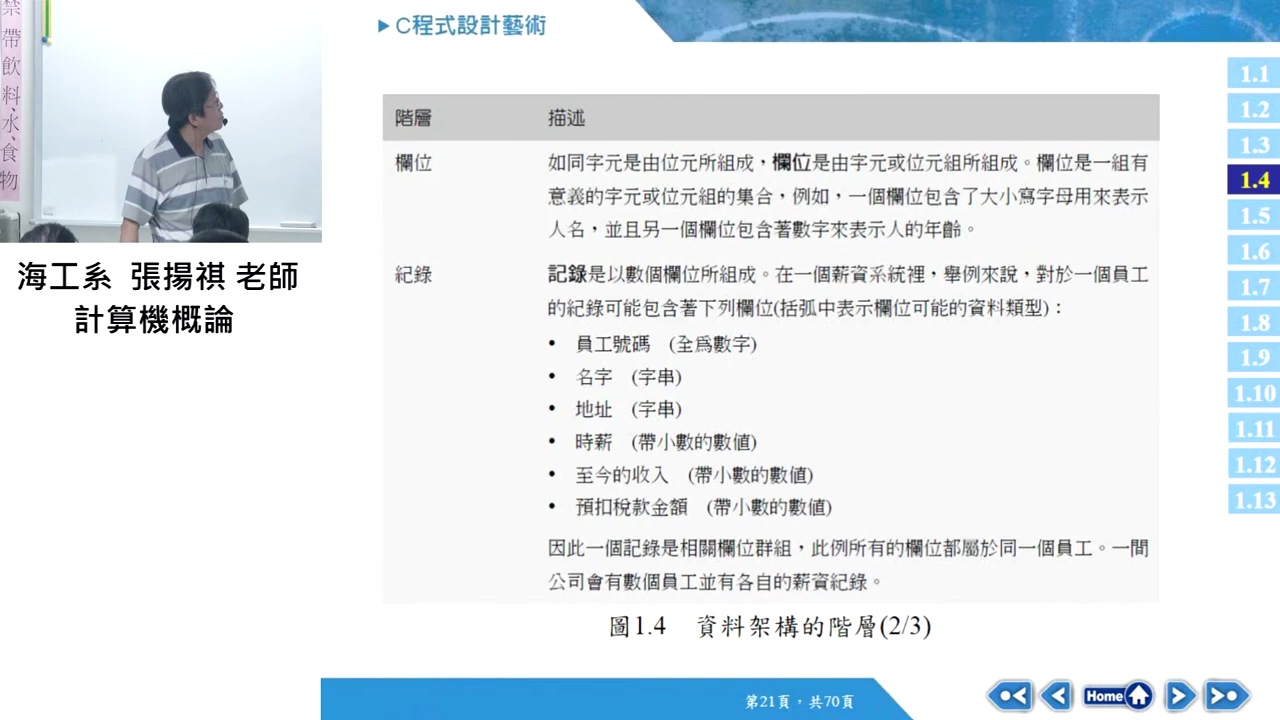 禁帶飲料、水、食物
海工系 張揚祺 老師
計算機概論
C程式設計藝術
階層 描述
欄位 如同字元是由位元所組成，欄位是由字元或位元組所組成。欄位是一組有
意義的字元或位元組的集合，例如，一個欄位包含了大小寫字母用來表示
人名，並且另一個欄位包含著數字來表示人的年齡。
紀錄 記錄是以數個欄位所組成。在一個薪資系統裡，舉例來說，對於一個員工
的紀錄可能包含著下列欄位(括弧中表示欄位可能的資料類型)：
• 員工號碼 (全為數字)
• 名字 (字串)
• 地址 (字串)
• 時薪 (帶小數的數值)
• 至今的收入 (帶小數的數值)
• 預扣稅款金額 (帶小數的數值)
因此一個記錄是相關欄位群組，此例所有的欄位都屬於同一個員工。一間
公司會有數個員工並有各自的薪資紀錄。
圖1.4 資料架構的階層(2/3)
1.1
1.2
1.3
1.4
1.5
1.6
1.7
1.8
1.9
1.10
1.11
1.12
1.13
第21頁，共70頁
Home